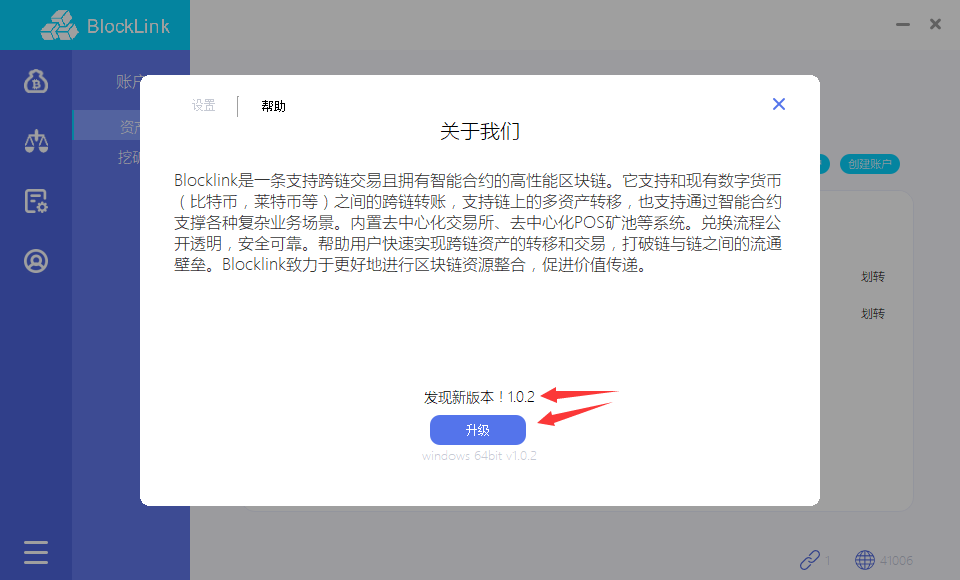 BlockLink
账户
资产
挖矿
设置
帮助
关于我们
Blocklink是一条支持跨链交易且拥有智能合约的高性能区块链。它支持和现有数字货币
（比特币，莱特币等）之间的跨链转账，支持链上的多资产转移，也支持通过智能合约
支撑各种复杂业务场景。内置去中心化交易所、去中心化POS矿池等系统。兑换流程公
开透明，安全可靠。帮助用户快速实现跨链资产的转移和交易，打破链与链之间的流通
壁垒。Blocklink致力于更好地进行区块链资源整合，促进价值传递。
创建账户
划转
划转
发现新版本！1.0.2
升级
windows 64bit v1.0.2
1
41006